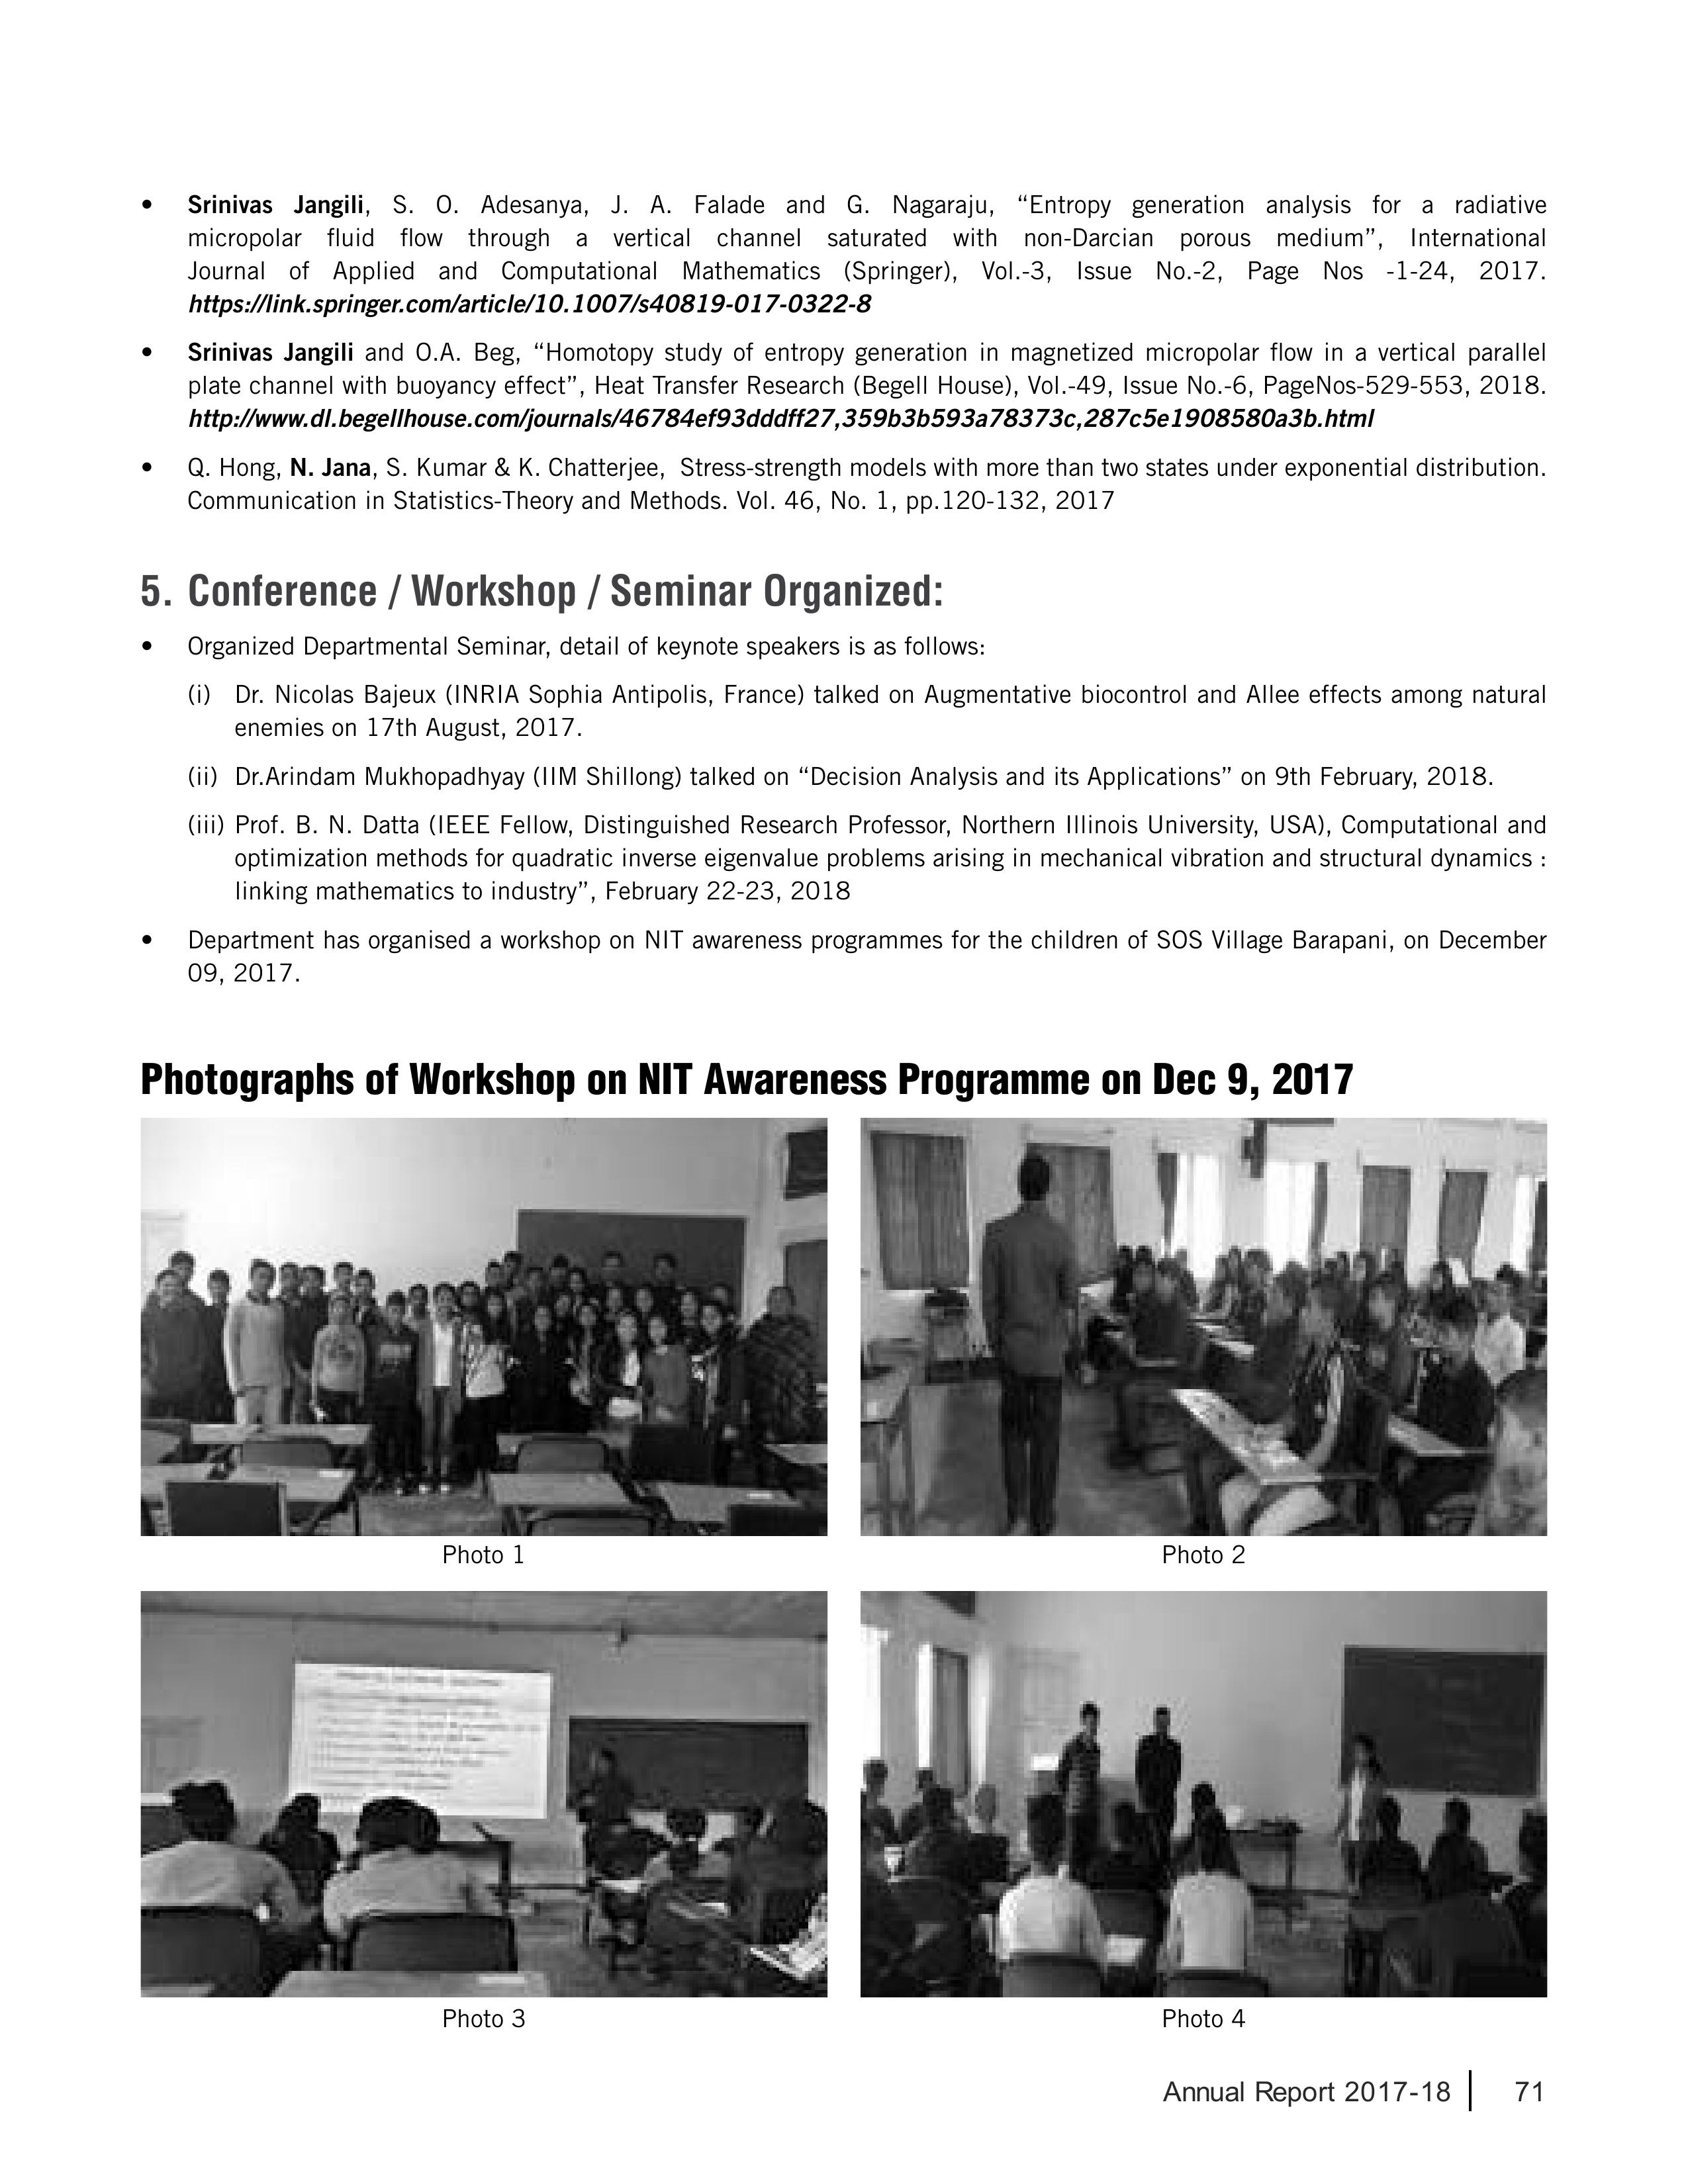 • Srinivas Jangili, S. O. Adesanya, J. A. Falade and G. Nagaraju, “Entropy generation analysis for a radiative
micropolar fluid flow through a vertical channel saturated with non-Darcian porous medium”, International
Journal of Applied and Computational Mathematics (Springer), Vol.-3, Issue No.-2, Page Nos -1-24, 2017.
https://link.springer.com/article/10.1007/s40819-017-0322-8
• Srinivas Jangili and O.A. Beg, “Homotopy study of entropy generation in magnetized micropolar flow in a vertical parallel
plate channel with buoyancy effect”, Heat Transfer Research (Begell House), Vol.-49, Issue No.-6, PageNos-529-553, 2018.
http://www.dl.begellhouse.com/journals/46784ef93dddff27,359b3b593a78373c,287c5e1908580a3b.html
• Q. Hong, N. Jana, S. Kumar & K. Chatterjee, Stress-strength models with more than two states under exponential distribution.
Communication in Statistics-Theory and Methods. Vol. 46, No. 1, pp.120-132, 2017
5. Conference / Workshop / Seminar Organized:
• Organized Departmental Seminar, detail of keynote speakers is as follows:
(i) Dr. Nicolas Bajeux (INRIA Sophia Antipolis, France) talked on Augmentative biocontrol and Allee effects among natural
enemies on 17th August, 2017.
(ii) Dr.Arindam Mukhopadhyay (IIM Shillong) talked on “Decision Analysis and its Applications” on 9th February, 2018.
(iii) Prof. B. N. Datta (IEEE Fellow, Distinguished Research Professor, Northern Illinois University, USA), Computational and
optimization methods for quadratic inverse eigenvalue problems arising in mechanical vibration and structural dynamics :
linking mathematics to industry”, February 22-23, 2018
• Department has organised a workshop on NIT awareness programmes for the children of SOS Village Barapani, on December
09, 2017.
Photographs of Workshop on NIT Awareness Programme on Dec 9, 2017
Photo 1
Photo 2
Photo 3
Photo 4
Annual Report 2017-18 | 71